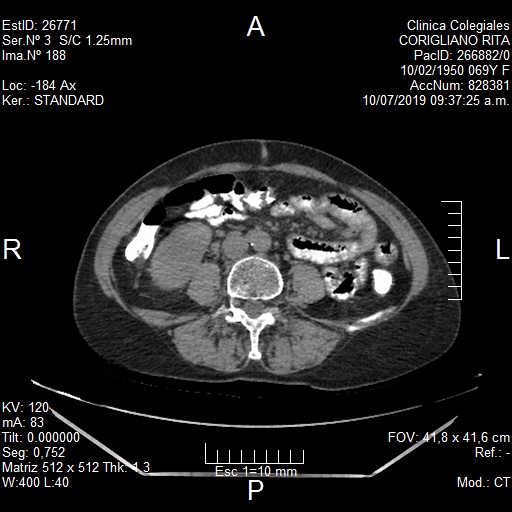 EstID: 26771
Ser.Nº 3 S/C 1.25mm
Ima.Nº 188
Loc: -184 Ax
Ker.: STANDARD
A
Clinica Colegiales
CORIGLIANO RITA
PacID: 266882/0
10/02/1950 069Y F
AccNum: 828381
10/07/2019 09:37:25 a.m.
R
L
KV: 120
mA: 83
Tilt: 0.000000
Seg: 0,752
Matriz 512 x 512 Thk: 1.3
W:400 L:40
Esc 1=10 mm
P
FOV: 41,8 x 41,6 cm
Ref.: -
Mod.: CT